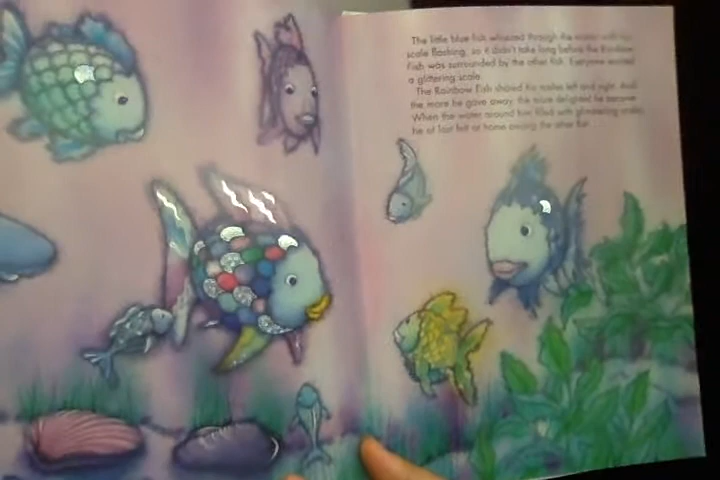 The little blue fish whizzed through the water with his
scale flashing, so it didn't take long before the Rainbow
Fish was surrounded by the other fish. Everyone wanted
a glittering scale.
The Rainbow Fish shared his scales left and right. And
the more he gave away, the more delighted he became.
When the water around him filled with glimmering scales,
he at last felt at home among the other fish.